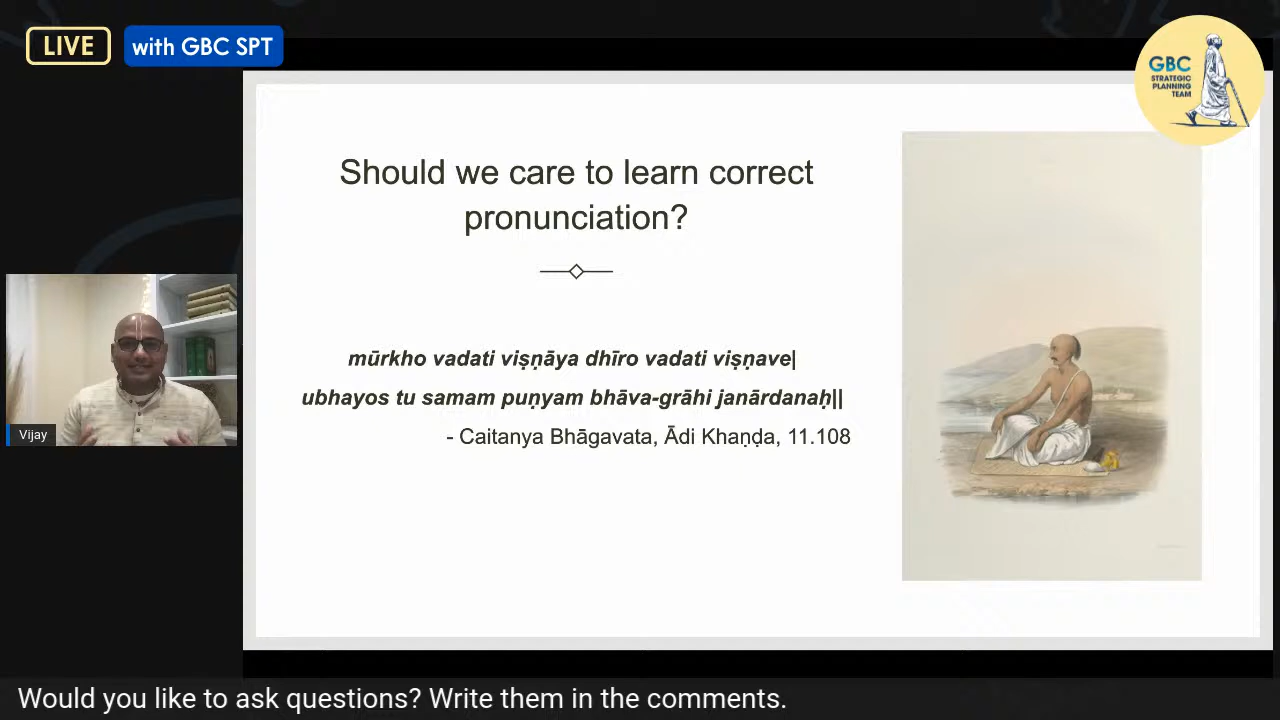 LIVE
with GBC SPT
GBC
STRATEGIC
PLANNING
TEAM
Should we care to learn correct
pronunciation?
mūrkho vadati viṣṇāya dhīro vadati viṣṇave|
ubhayos tu samam puṇyam bhāva-grāhi janārdanaḥ||
- Caitanya Bhāgavata, Ādi Khaṇḍa, 11.108
Vijay
Would you like to ask questions? Write them in the comments.